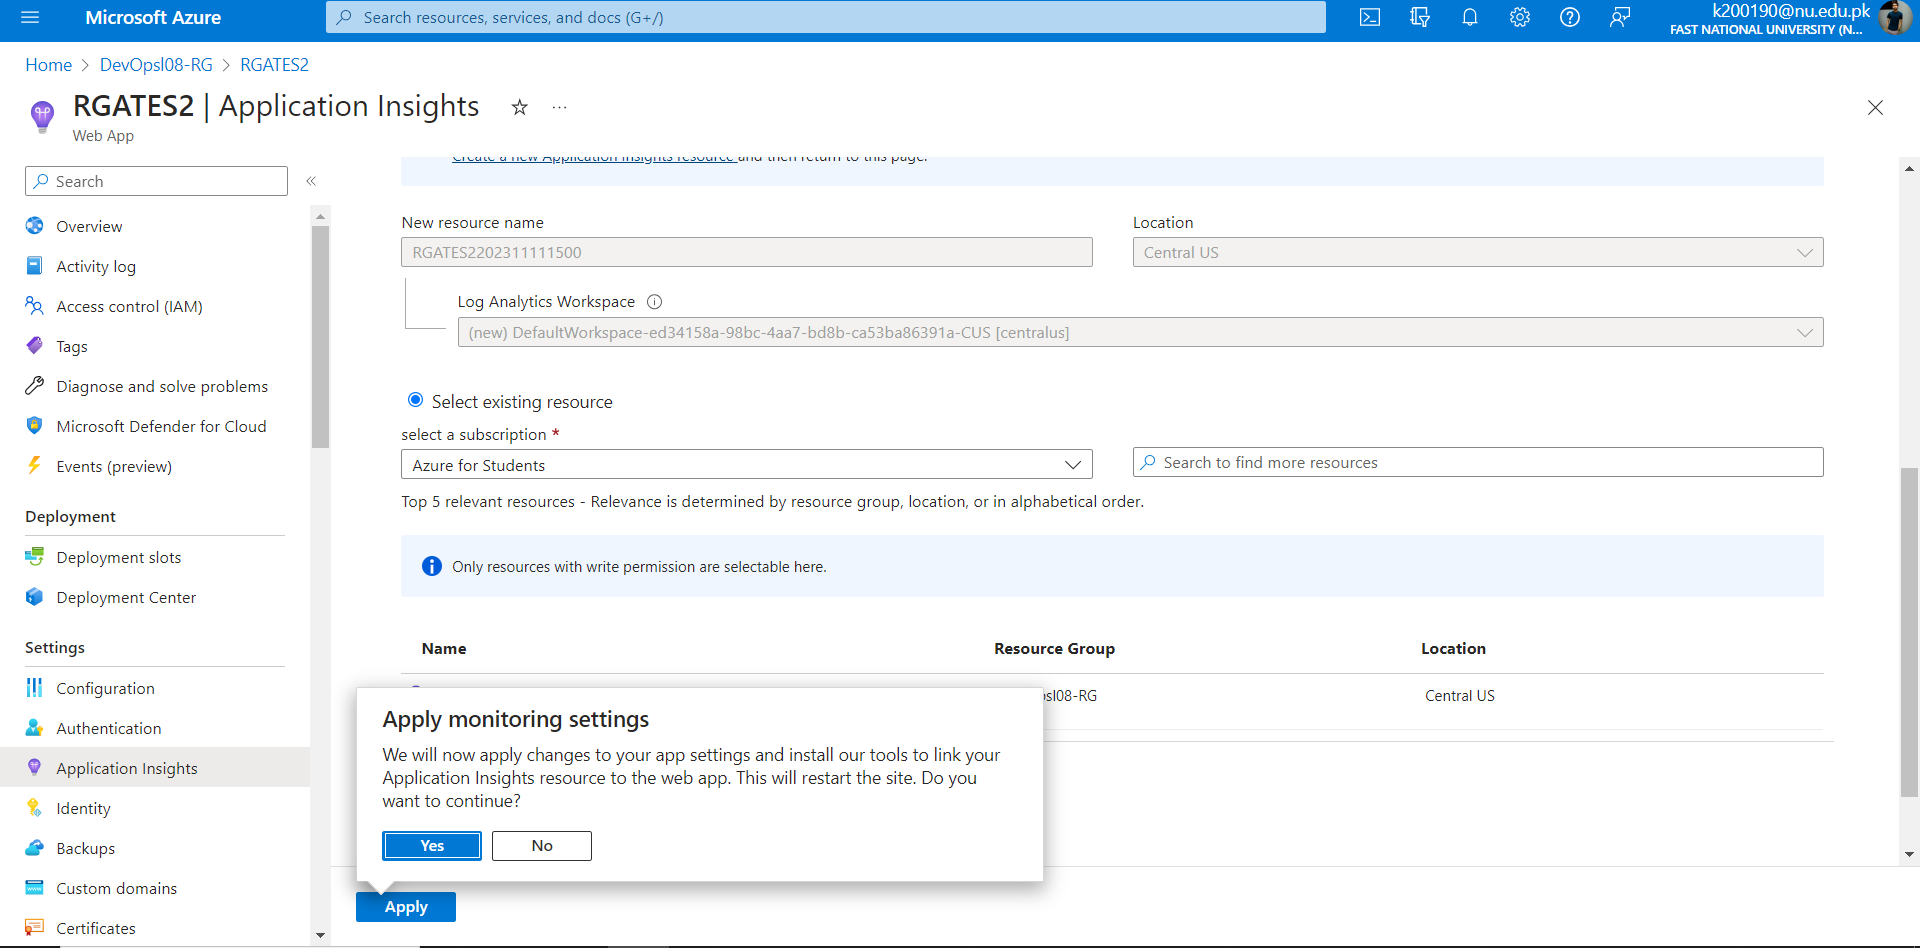 Microsoft Azure
Search resources, services, and docs (G+/)
k200190@nu.edu.pk
FAST NATIONAL UNIVERSITY (N...
Home > DevOpsl08-RG > RGATES2
RGATES2 | Application Insights
Web App
Search
Overview
Activity log
Access control (IAM)
Tags
Diagnose and solve problems
Microsoft Defender for Cloud
Events (preview)
Deployment
Deployment slots
Deployment Center
Settings
Configuration
Authentication
Application Insights
Identity
Backups
Custom domains
Certificates
Create a new Application Insights resource and then return to this page.
New resource name
RGATES2202311111500
Location
Central US
Log Analytics Workspace
(new) DefaultWorkspace-ed34158a-98bc-4aa7-bd8b-ca53ba86391a-CUS [centralus]
Select existing resource
select a subscription *
Azure for Students
Search to find more resources
Top 5 relevant resources - Relevance is determined by resource group, location, or in alphabetical order.
Only resources with write permission are selectable here.
Name Resource Group Location
psl08-RG Central US
Apply monitoring settings
We will now apply changes to your app settings and install our tools to link your
Application Insights resource to the web app. This will restart the site. Do you
want to continue?
Yes No
Apply